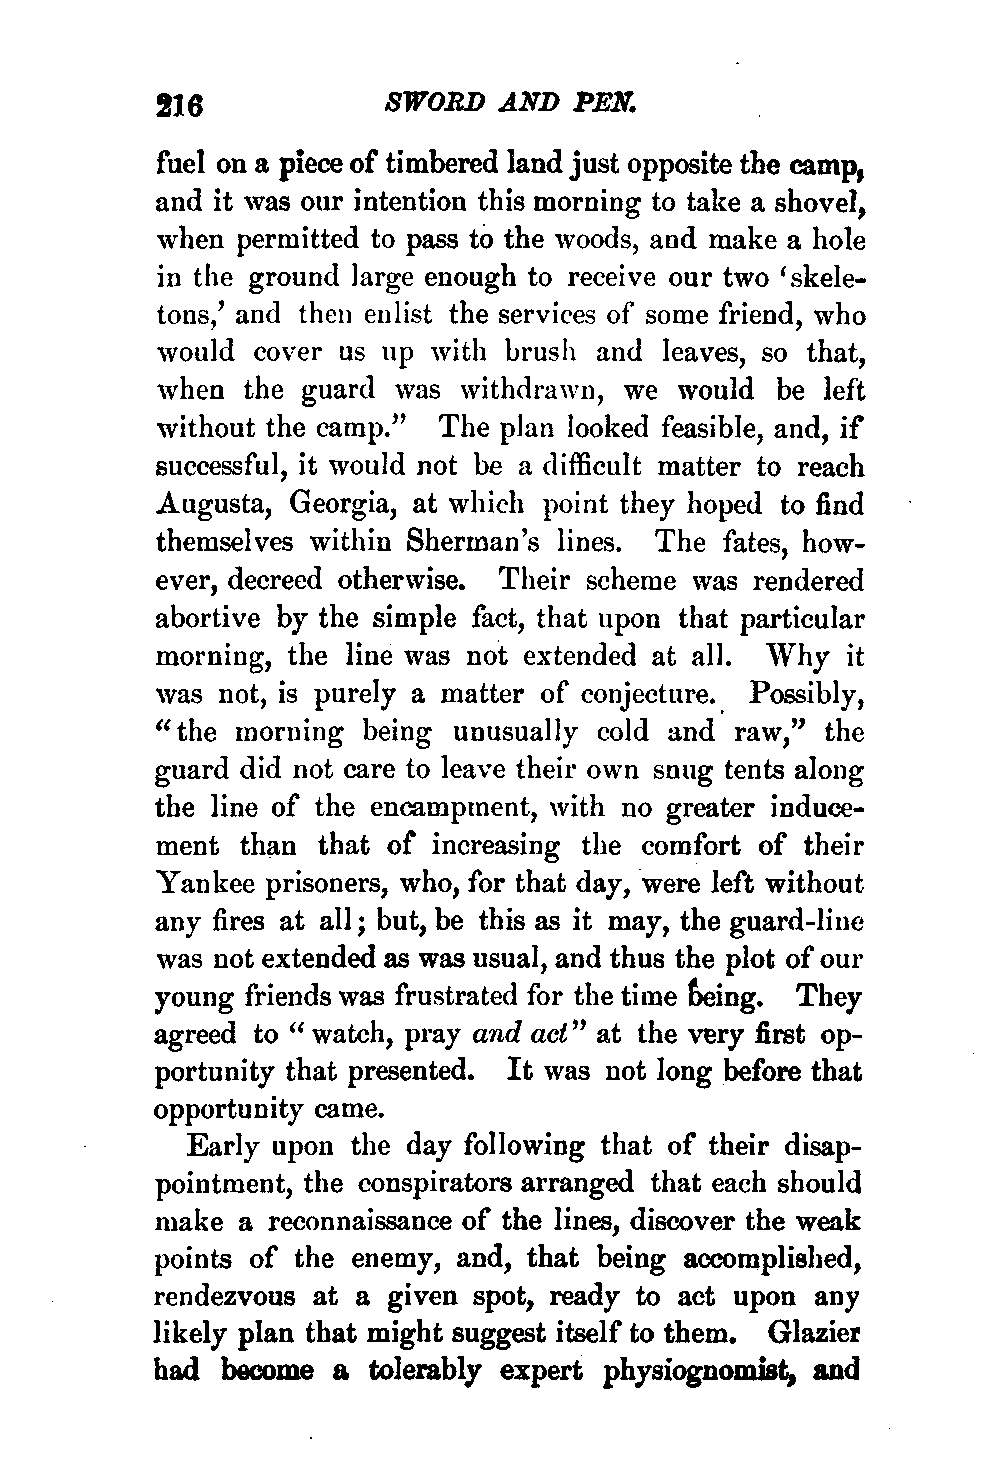 216 SWORD AND PEN.
fuel on a piece of timbered land just opposite the camp,
and it was our intention this morning to take a shovel,
when permitted to pass to the woods, and make a hole
in the ground large enough to receive our two ‘skele-
tons,’ and then enlist the services of some friend, who
would cover us up with brush and leaves, so that,
when the guard was withdrawn, we would be left
without the camp.” The plan looked feasible, and, if
successful, it would not be a difficult matter to reach
Augusta, Georgia, at which point they hoped to find
themselves within Sherman’s lines. The fates, how-
ever, decreed otherwise. Their scheme was rendered
abortive by the simple fact, that upon that particular
morning, the line was not extended at all. Why it
was not, is purely a matter of conjecture. Possibly,
“the morning being unusually cold and raw,” the
guard did not care to leave their own snug tents along
the line of the encampment, with no greater induce-
ment than that of increasing the comfort of their
Yankee prisoners, who, for that day, were left without
any fires at all; but, be this as it may, the guard-line
was not extended as was usual, and thus the plot of our
young friends was frustrated for the time being. They
agreed to “watch, pray and act” at the very first op-
portunity that presented. It was not long before that
opportunity came.
Early upon the day following that of their disap-
pointment, the conspirators arranged that each should
make a reconnaissance of the lines, discover the weak
points of the enemy, and, that being accomplished,
rendezvous at a given spot, ready to act upon any
likely plan that might suggest itself to them. Glazier
had become a tolerably expert physiognomist, and